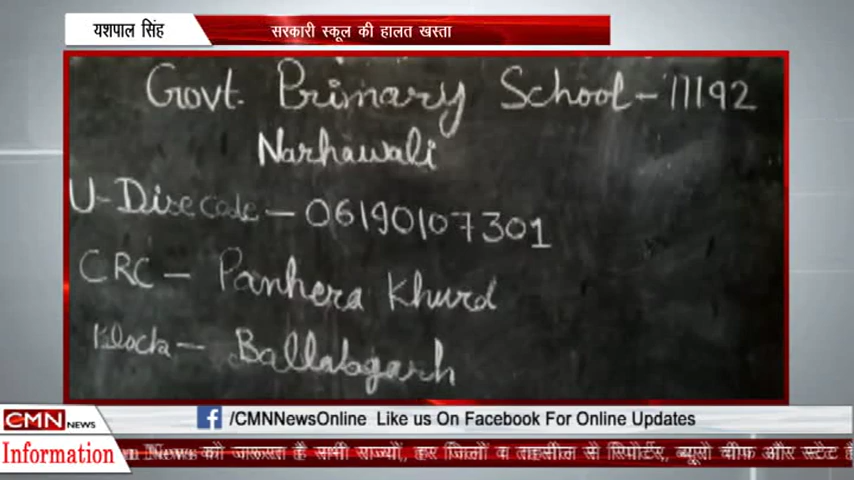 यशपाल सिंह
सरकारी स्कूल की हालत खस्ता
Govt. Primary School - 11192
Narhawali
U-Dise code - 06190107301
CRC - Panhera Khurd
Block - Ballabgarh
CMN NEWS
/CMNNewsOnline Like us On Facebook For Online Updates
Information
News को जरूरत है सभी राज्यों, हर जिलों व तहसील से रिपोर्टर, ब्यूरो चीफ और स्टेट है